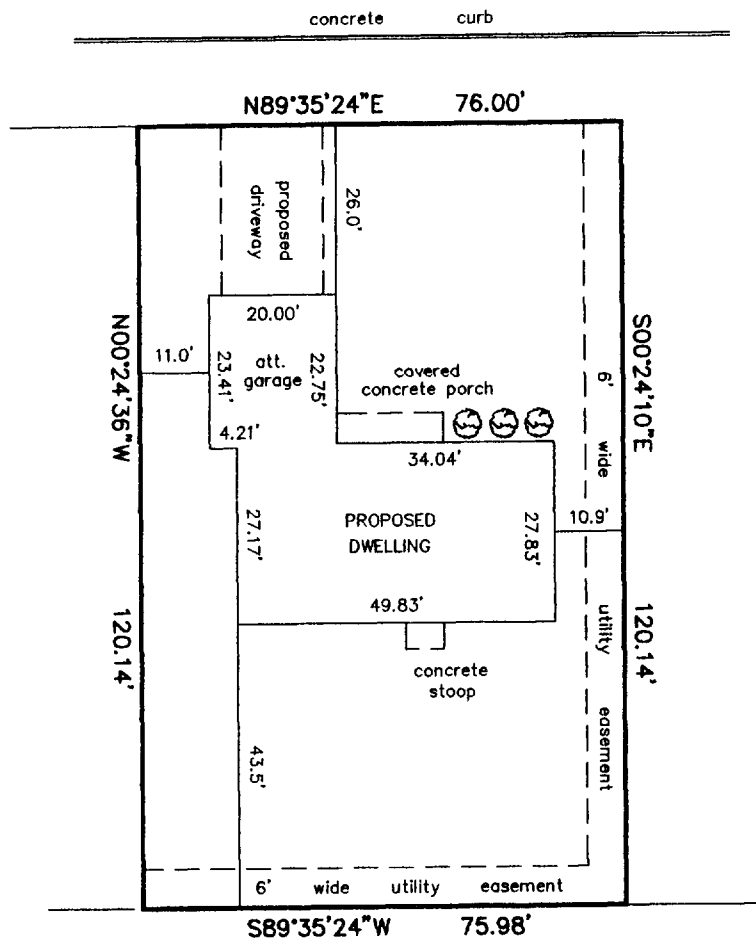 concrete curb
N89°35'24"E 76.00'
proposed
driveway
26.0'
20.00'
11.0'
23.41'
att.
garage
22.75'
covered
concrete porch
4.21'
34.04'
N00°24'36"W
120.14'
S00°24'10"E
120.14'
6' wide utility easement
27.17'
PROPOSED
DWELLING
27.83'
10.9'
49.83'
concrete
stoop
43.5'
6' wide utility easement
S89°35'24"W 75.98'